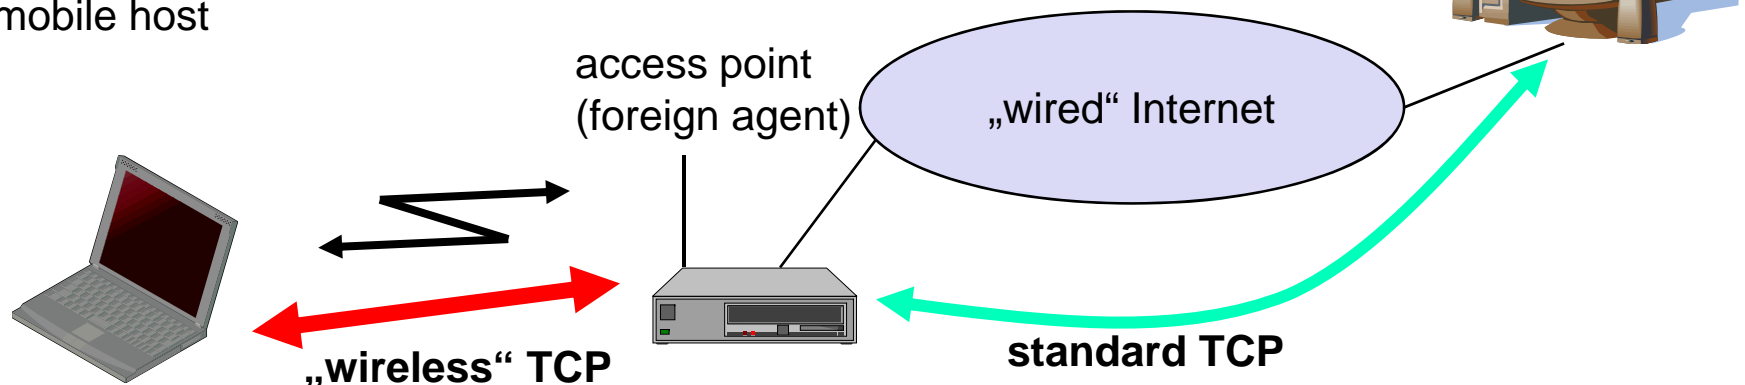 mobile host
access point
(foreign agent)
„wired“ Internet
„wireless“ TCP
standard TCP